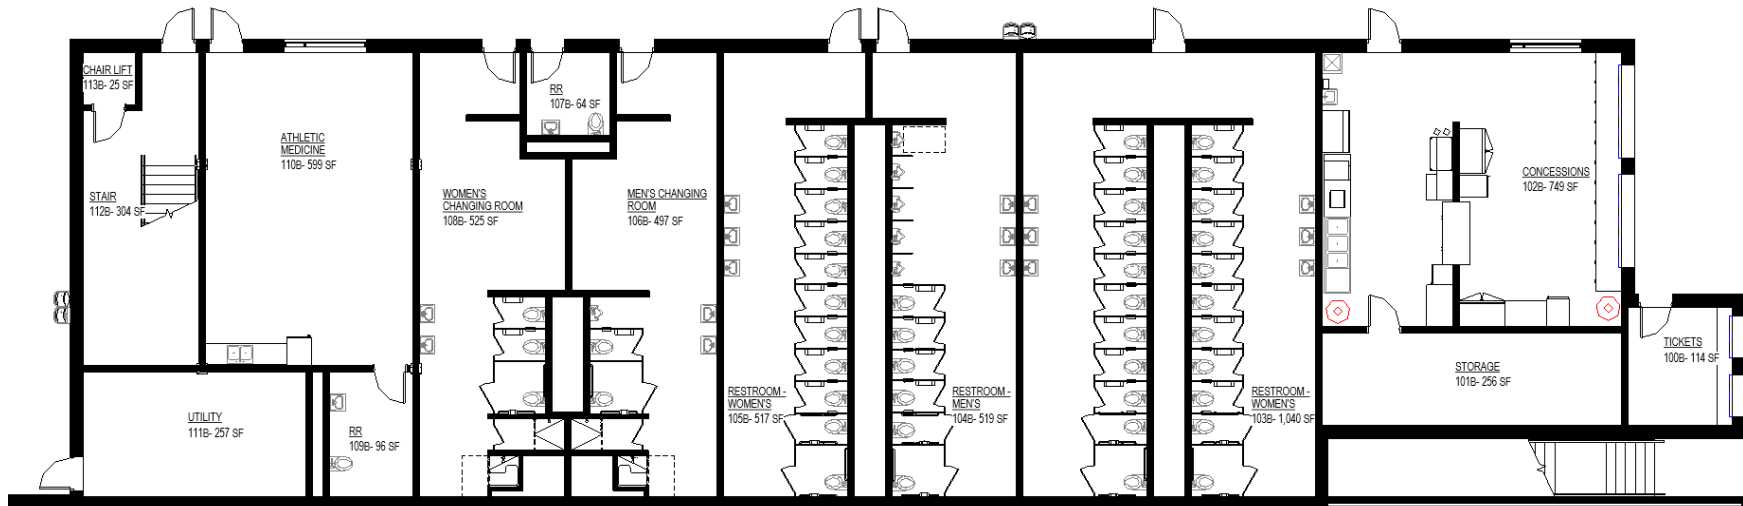 CHAIR LIFT
113B- 25 SF
STAIR
112B- 304 SF
ATHLETIC
MEDICINE
110B- 599 SF
UTILITY
111B- 257 SF
RR
109B- 96 SF
WOMEN'S
CHANGING ROOM
108B- 525 SF
RR
107B- 64 SF
MEN'S CHANGING
ROOM
106B- 497 SF
RESTROOM -
WOMEN'S
105B- 517 SF
RESTROOM -
MEN'S
104B- 519 SF
RESTROOM -
WOMEN'S
103B- 1,040 SF
CONCESSIONS
102B- 749 SF
STORAGE
101B- 256 SF
TICKETS
100B- 114 SF